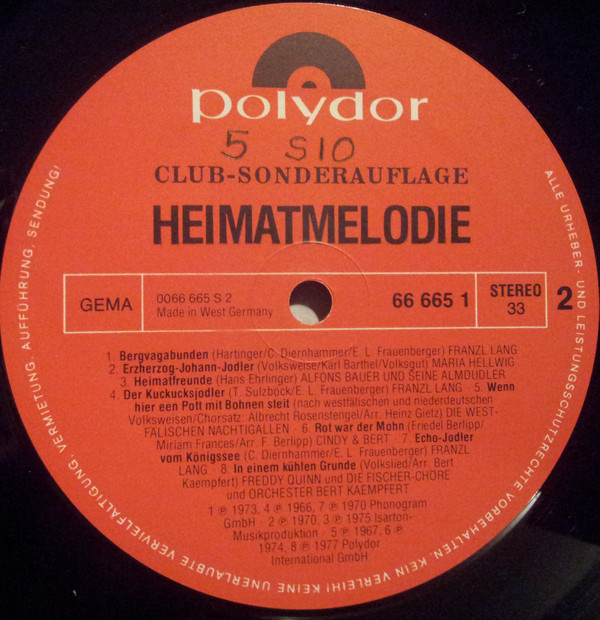 polydor
5 S10
CLUB-SONDERAUFLAGE
HEIMATMELODIE
GEMA
0066 665 S 2
Made in West Germany
66 665 1
STEREO
33
2
1. Bergvagabunden (Hartinger/C. Diernhammer/E. L. Frauenberger) FRANZL LANG
2. Erzherzog-Johann-Jodler (Volksweise/Karl Barthel/Volksgut) MARIA HELLWIG
3. Heimatfreunde (Hans Ehrlinger) ALFONS BAUER UND SEINE ALMDUDLER
4. Der Kuckucksjodler (T. Sulzböck/E. L. Frauenberger) FRANZL LANG · 5. Wenn
hier een Pott mit Bohnen steit (nach westfälischen und niederdeutschen
Volksweisen/Chorsatz: Albrecht Rosenstengel/Arr. Heinz Gietz) DIE WEST-
FÄLISCHEN NACHTIGALLEN · 6. Rot war der Mohn (Friedel Berlipp/
Miriam Frances/Arr. F. Berlipp) CINDY & BERT · 7. Echo-Jodler
vom Königssee (C. Diernhammer/E. L. Frauenberger) FRANZL
LANG · 8. In einem kühlen Grunde (Volkslied/Arr. Bert
Kaempfert) FREDDY QUINN und DIE FISCHER-CHÖRE
und ORCHESTER BERT KAEMPFERT
1 ℗ 1973, 4 ℗ 1966, 7 ℗ 1970 Phonogram
GmbH · 2 ℗ 1970, 3 ℗ 1975 Isarton-
Musikproduktion · 5 ℗ 1967, 6 ℗
1974, 8 ℗ 1977 Polydor
International GmbH
ALLE URHEBER- UND LEISTUNGSSCHUTZRECHTE VORBEHALTEN. KEIN VERLEIH! KEINE UNERLAUBTE VERVIELFÄLTIGUNG, VERMIETUNG, AUFFÜHRUNG, SENDUNG!